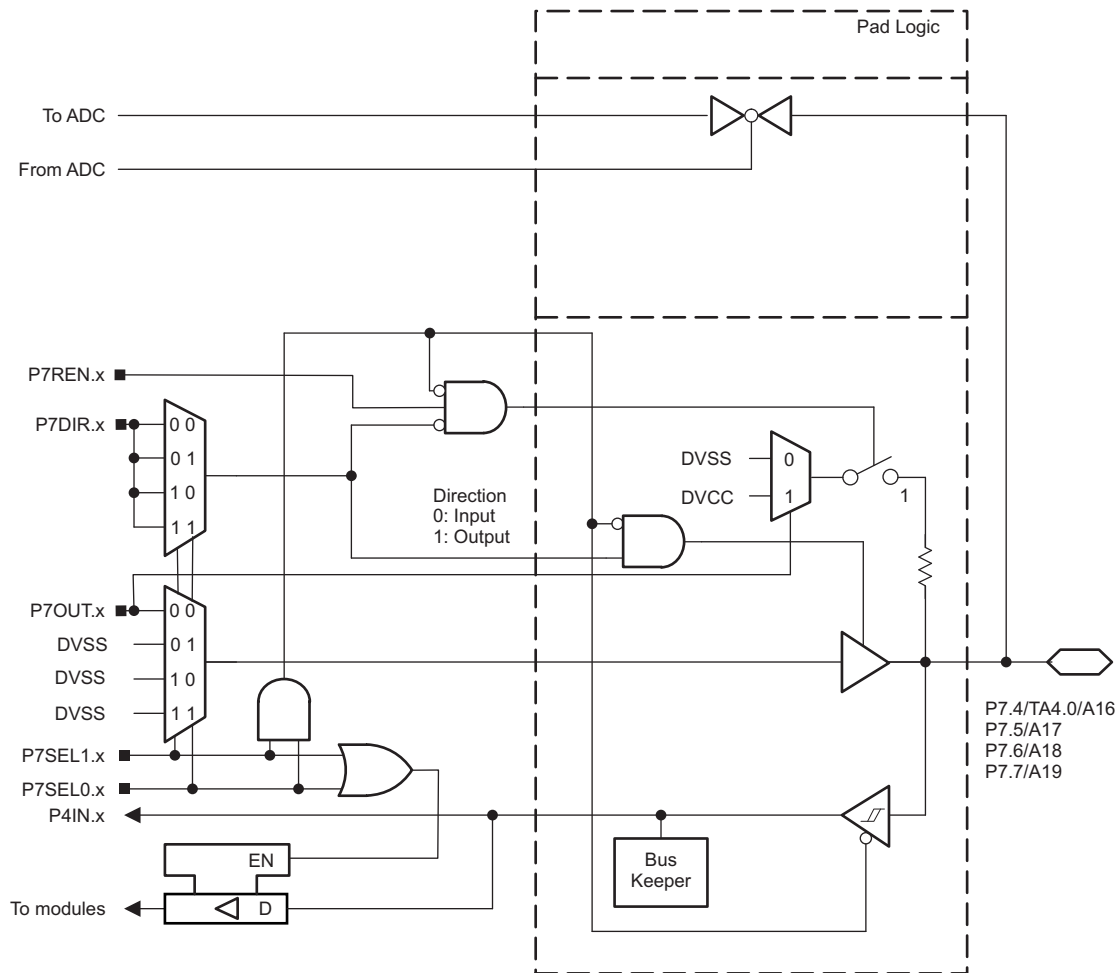 Pad Logic
To ADC
From ADC
P7REN.x
P7DIR.x
0 0
0 1
1 0
1 1
Direction
0: Input
1: Output
DVSS
0
DVCC
1
1
P7OUT.x
0 0
DVSS
0 1
DVSS
1 0
DVSS
1 1
P7SEL1.x
P7SEL0.x
P4IN.x
P7.4/TA4.0/A16
P7.5/A17
P7.6/A18
P7.7/A19
Bus
Keeper
EN
To modules
D